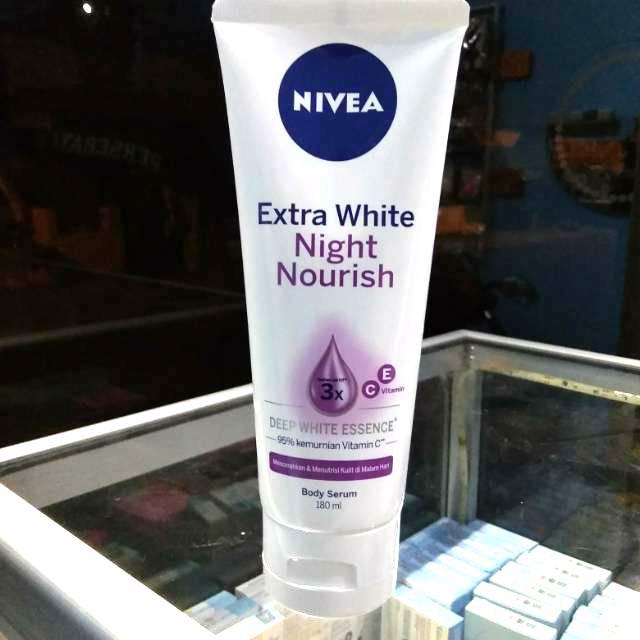 NIVEA
Extra White
Night
Nourish
3x
E
C Vitamin
DEEP WHITE ESSENCE*
95% kemurnian Vitamin C**
Mencerahkan & Menutrisi Kulit di Malam Hari
Body Serum
180 ml